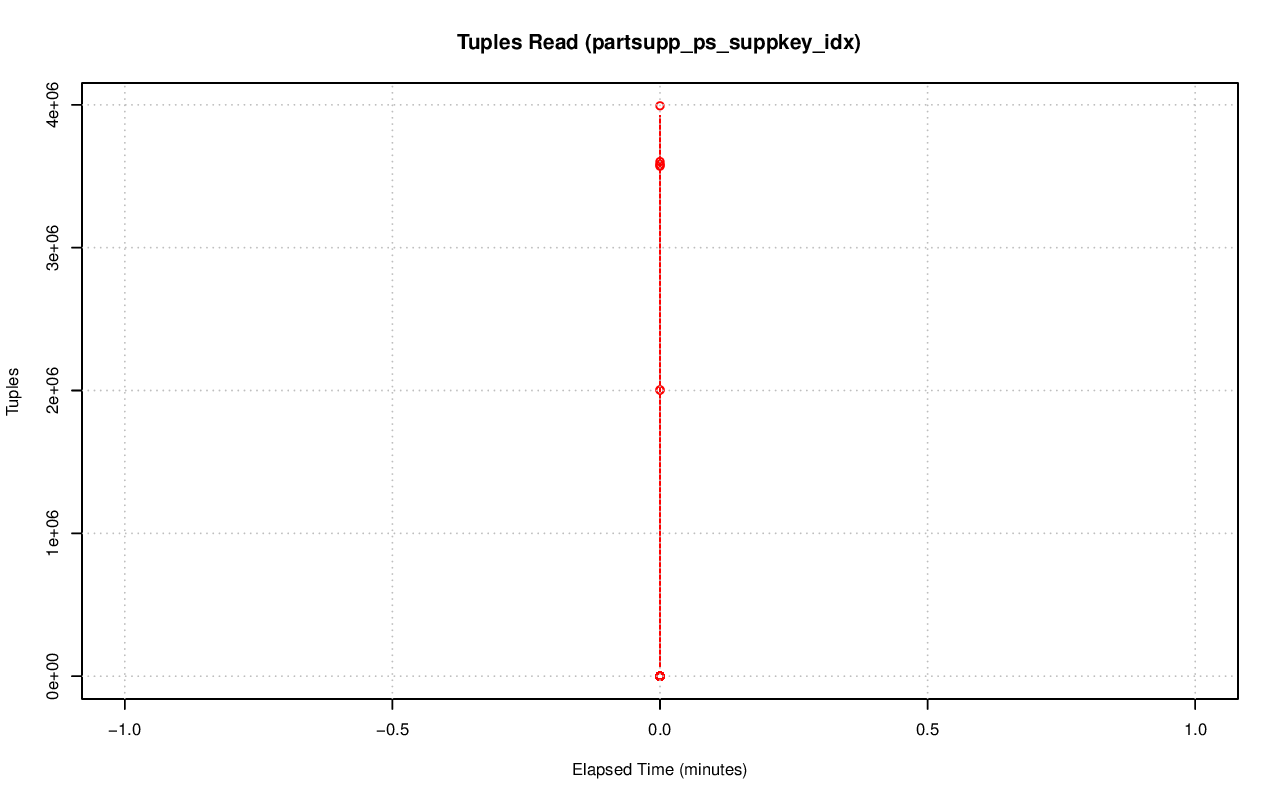 Tuples Read (partsupp_ps_suppkey_idx)
4e+06
3e+06
2e+06
1e+06
0e+00
Tuples
−1.0 −0.5 0.0 0.5 1.0
Elapsed Time (minutes)